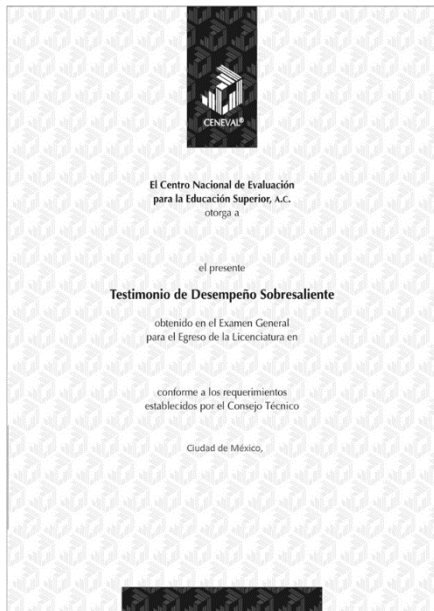 CENEVAL®
El Centro Nacional de Evaluación
para la Educación Superior, A.C.
otorga a
el presente
Testimonio de Desempeño Sobresaliente
obtenido en el Examen General
para el Egreso de la Licenciatura en
conforme a los requerimientos
establecidos por el Consejo Técnico
Ciudad de México,